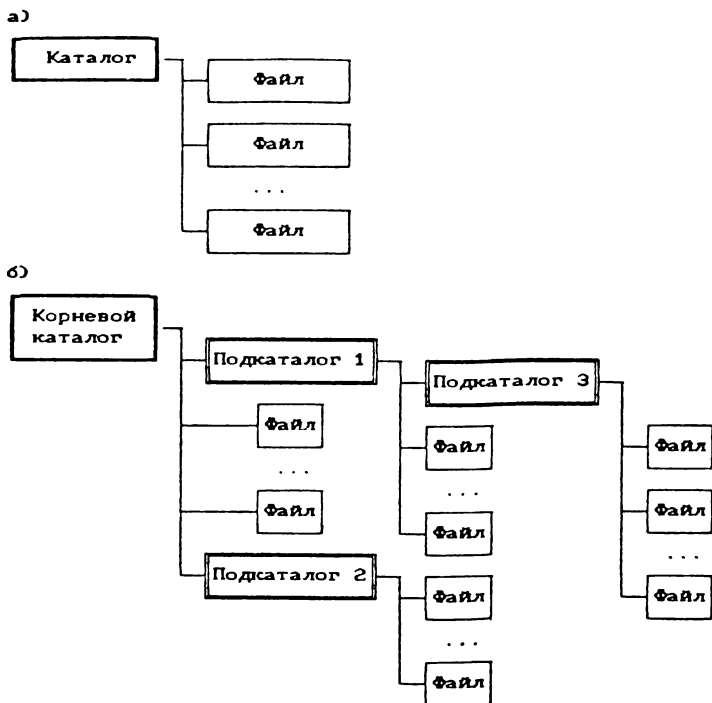 а)
Каталог
Файл
Файл
...
Файл
б)
Корневой
каталог
Подкаталог 1
Подкаталог 3
Файл
Файл
Файл
...
...
Файл
...
Файл
Файл
Подкаталог 2
Файл
Файл
...
Файл